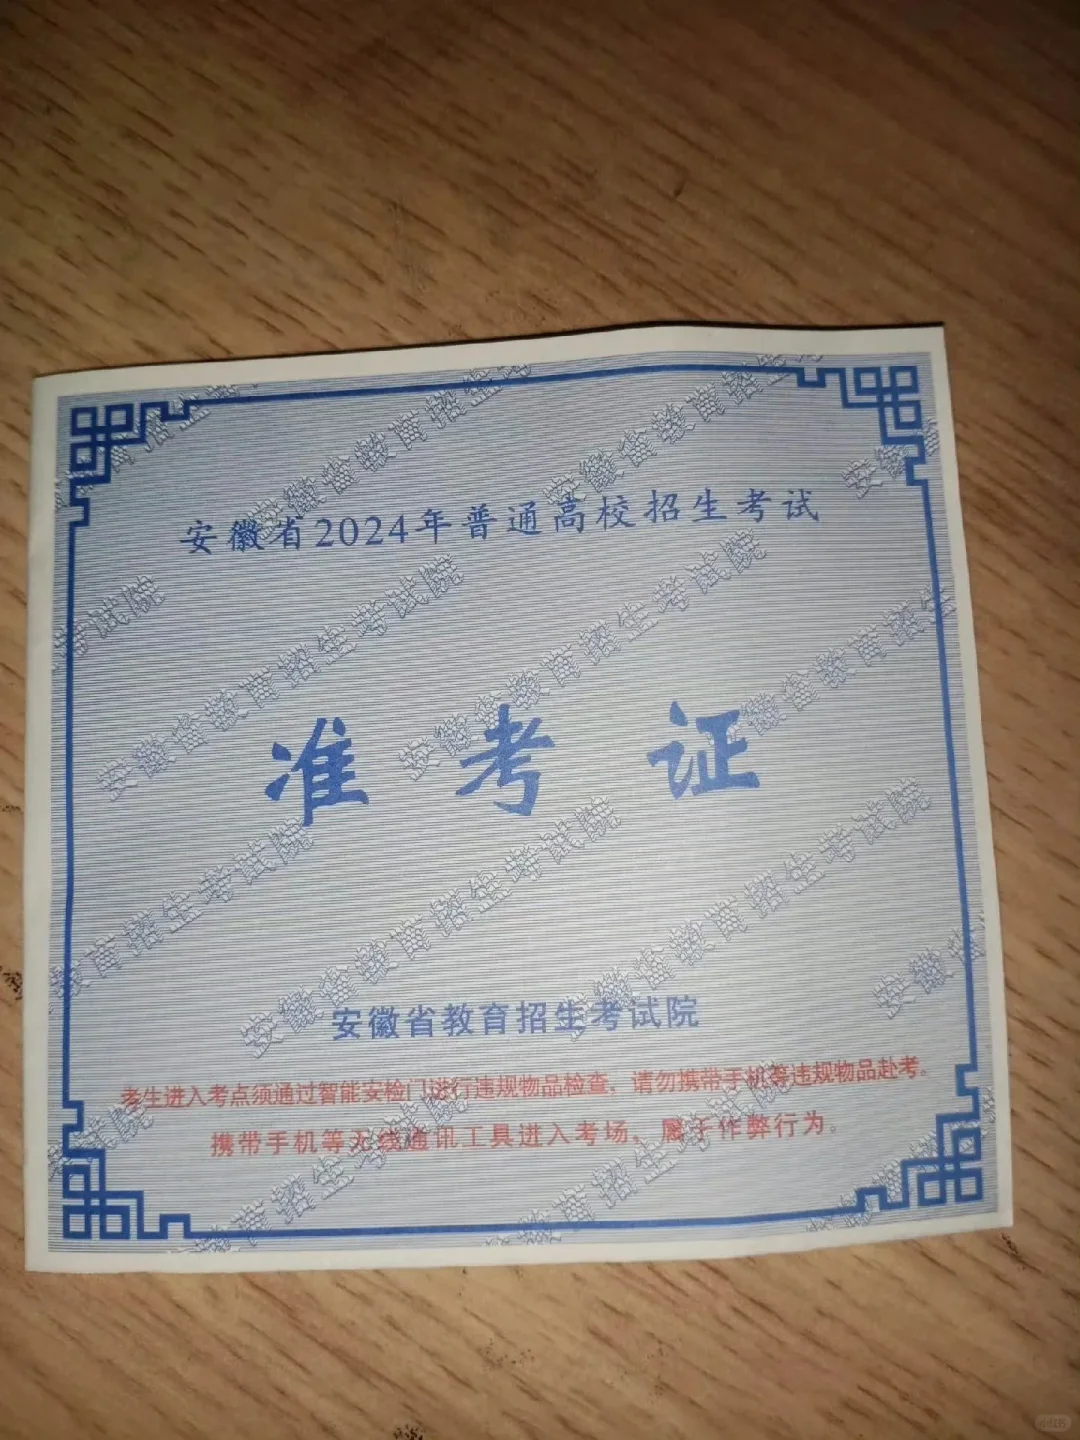 安徽省2024年普通高校招生考试
准考证
安徽省教育招生考试院
考生进入考点须通过智能安检门进行违规物品检查，请勿携带手机等违规物品赴考。
携带手机等无线通讯工具进入考场，属于作弊行为。